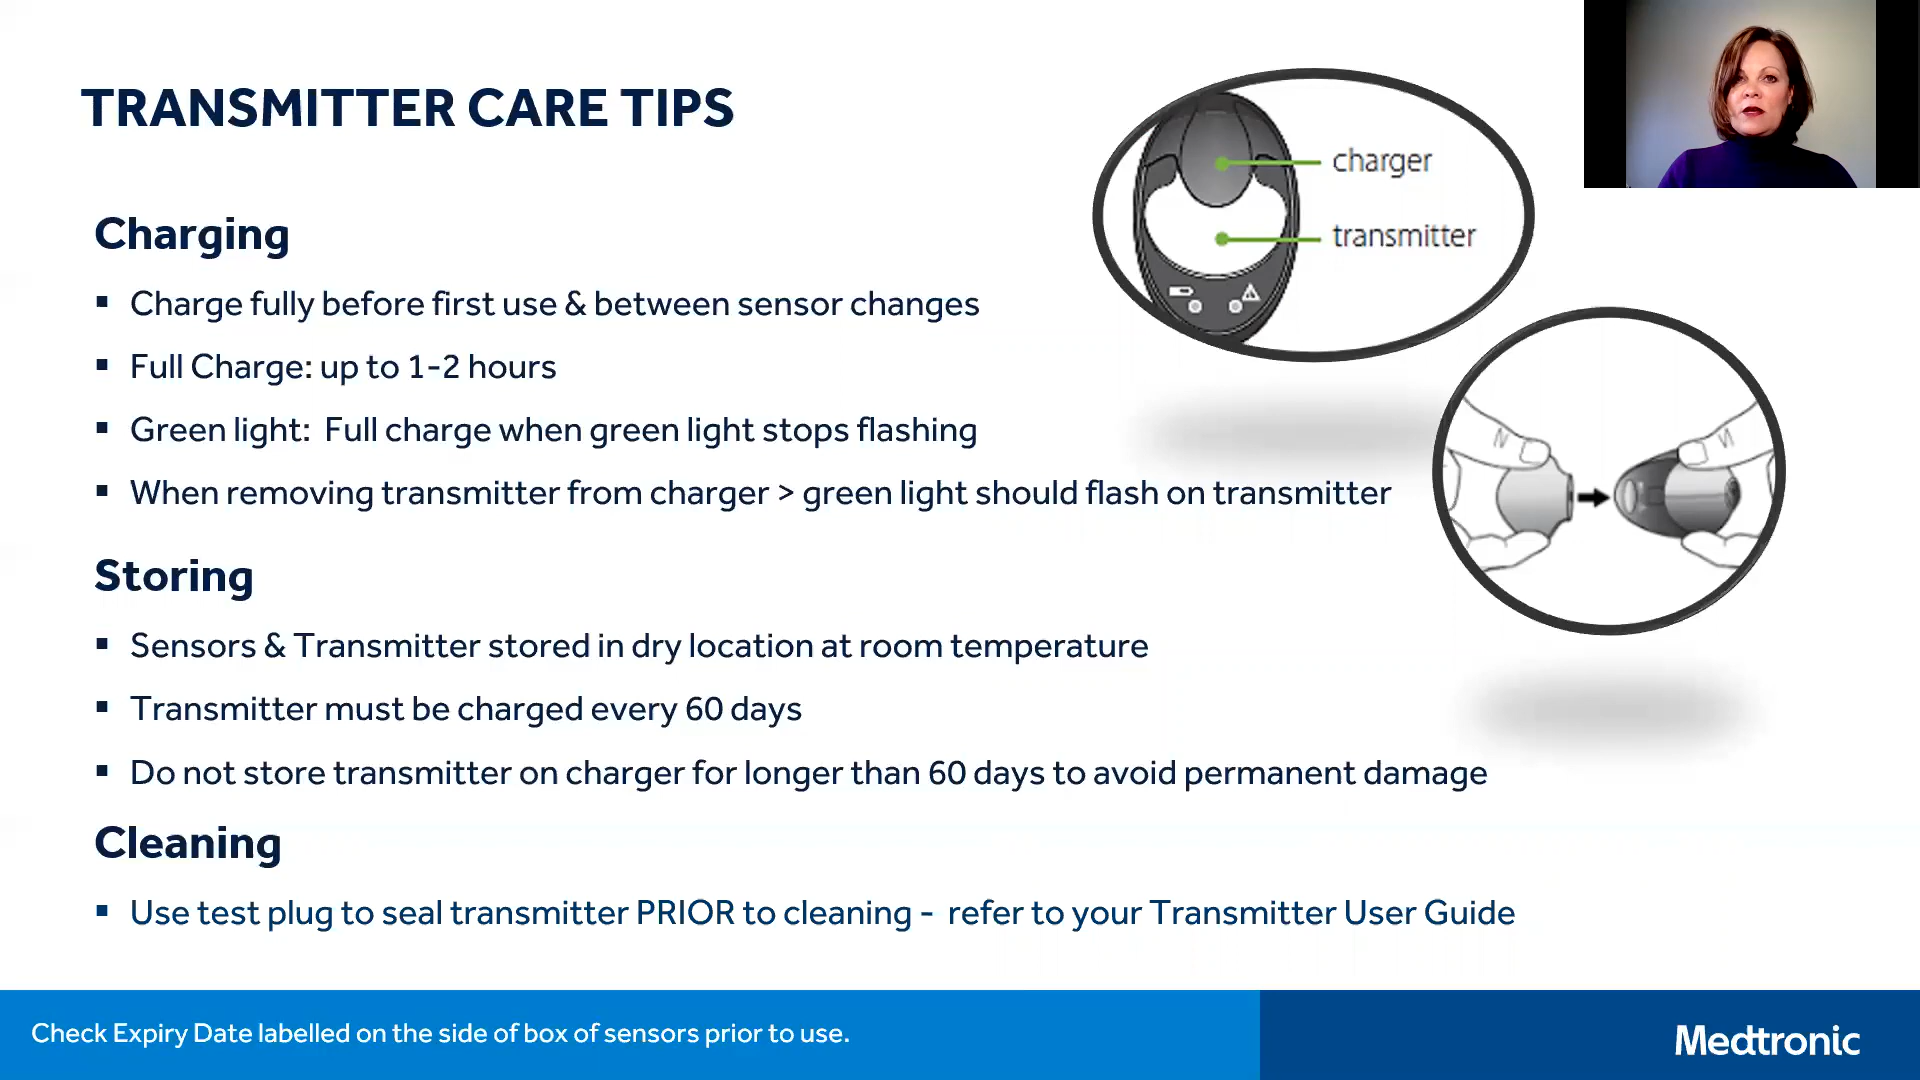 TRANSMITTER CARE TIPS
charger
transmitter
Charging
▪ Charge fully before first use & between sensor changes
▪ Full Charge: up to 1-2 hours
▪ Green light:  Full charge when green light stops flashing
▪ When removing transmitter from charger > green light should flash on transmitter
Storing
▪ Sensors & Transmitter stored in dry location at room temperature
▪ Transmitter must be charged every 60 days
▪ Do not store transmitter on charger for longer than 60 days to avoid permanent damage
Cleaning
▪ Use test plug to seal transmitter PRIOR to cleaning -  refer to your Transmitter User Guide
Check Expiry Date labelled on the side of box of sensors prior to use.
Medtronic